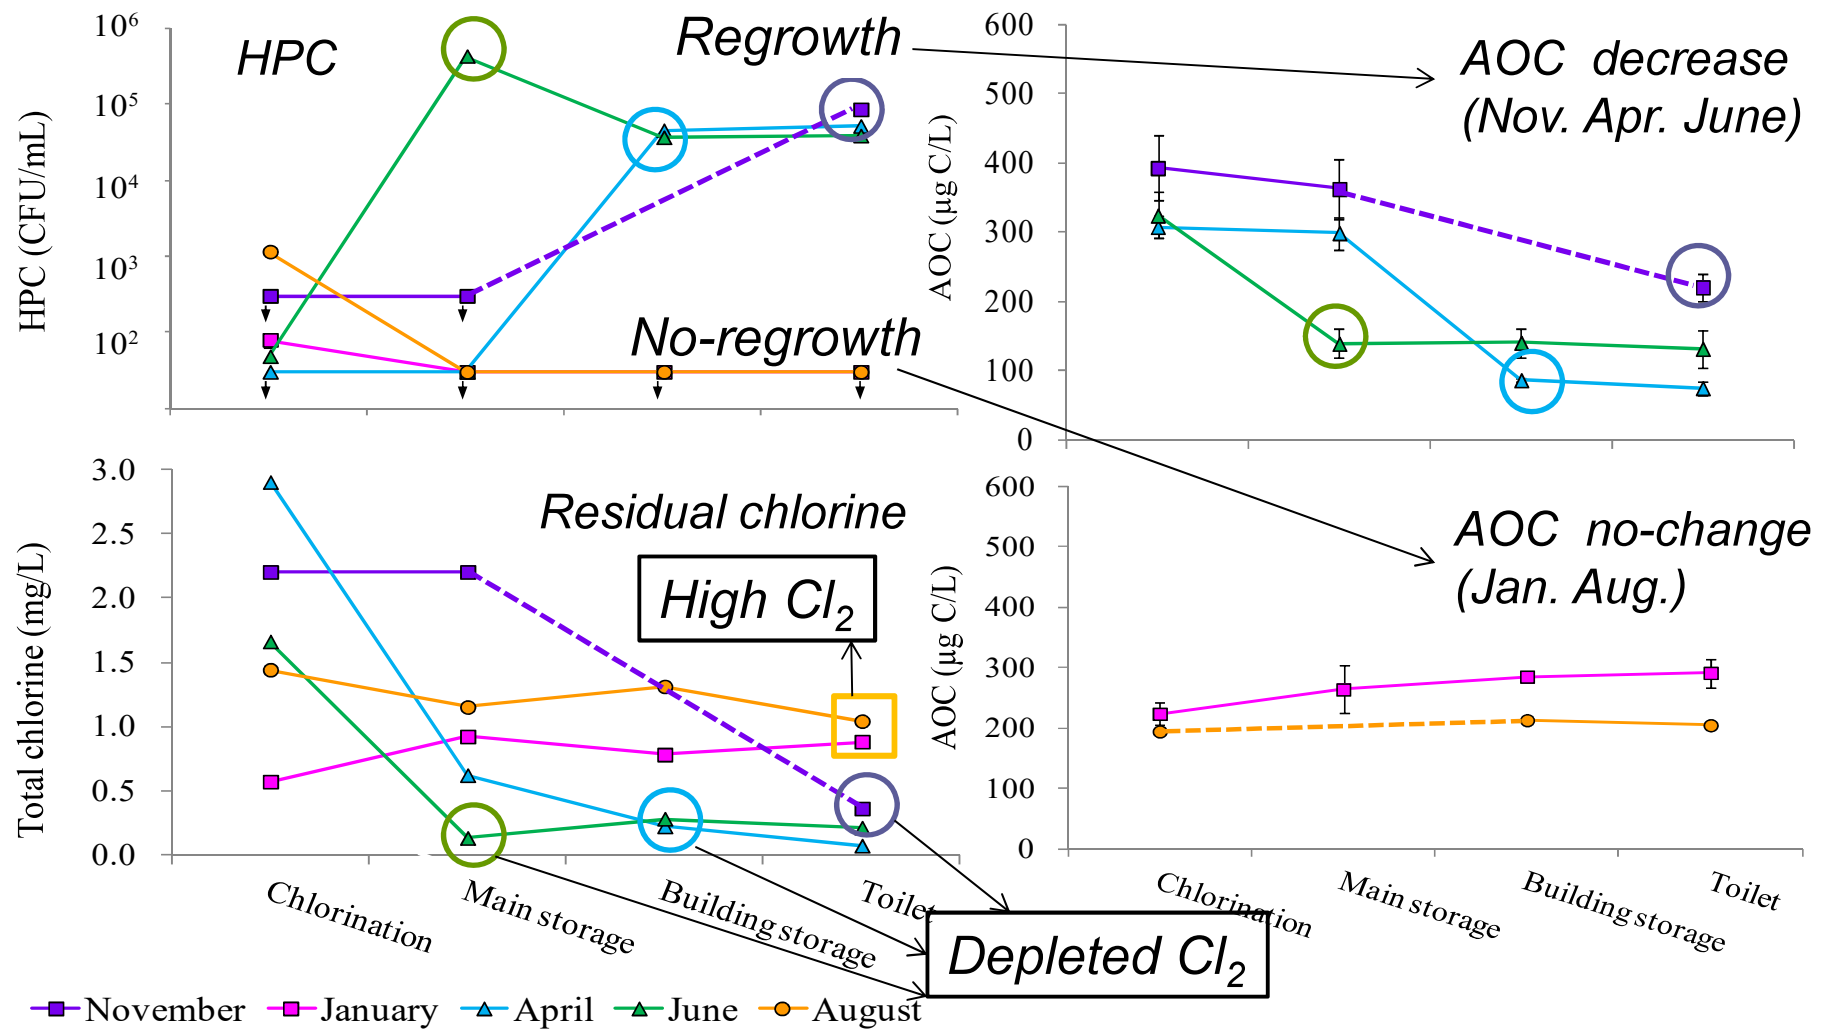 HPC
Regrowth
No-regrowth
HPC (CFU/mL)
10⁶
10⁵
10⁴
10³
10²
AOC decrease
(Nov. Apr. June)
AOC (µg C/L)
600
500
400
300
200
100
0
Residual chlorine
High Cl₂
Total chlorine (mg/L)
3.0
2.5
2.0
1.5
1.0
0.5
0.0
Chlorination
Main storage
Building storage
Toilet
AOC no-change
(Jan. Aug.)
AOC (µg C/L)
600
500
400
300
200
100
0
Chlorination
Main storage
Building storage
Toilet
Depleted Cl₂
November January April June August